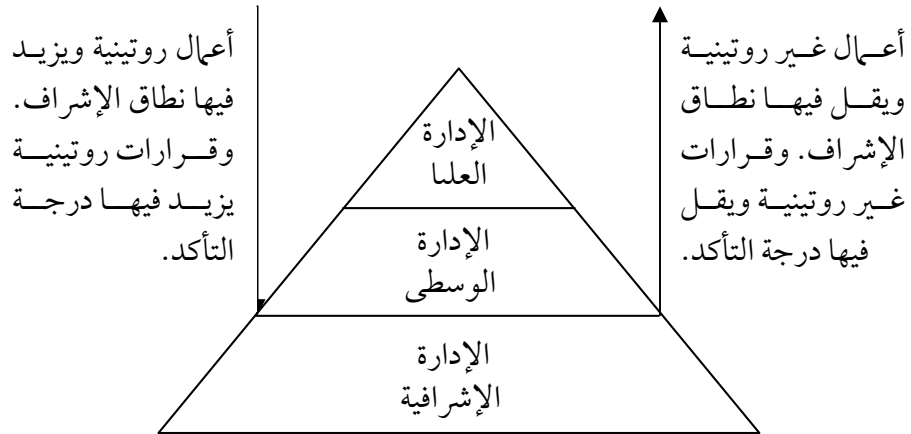 أعمال غير روتينية
ويقل فيها نطاق
الإشراف. وقرارات
غير روتينية ويقل
فيها درجة التأكد.
الإدارة
العلىا
الإدارة
الوسطى
الإدارة
الإشرافية
أعمال روتينية ويزيد
فيها نطاق الإشراف.
وقرارات روتينية
يزيد فيها درجة
التأكد.